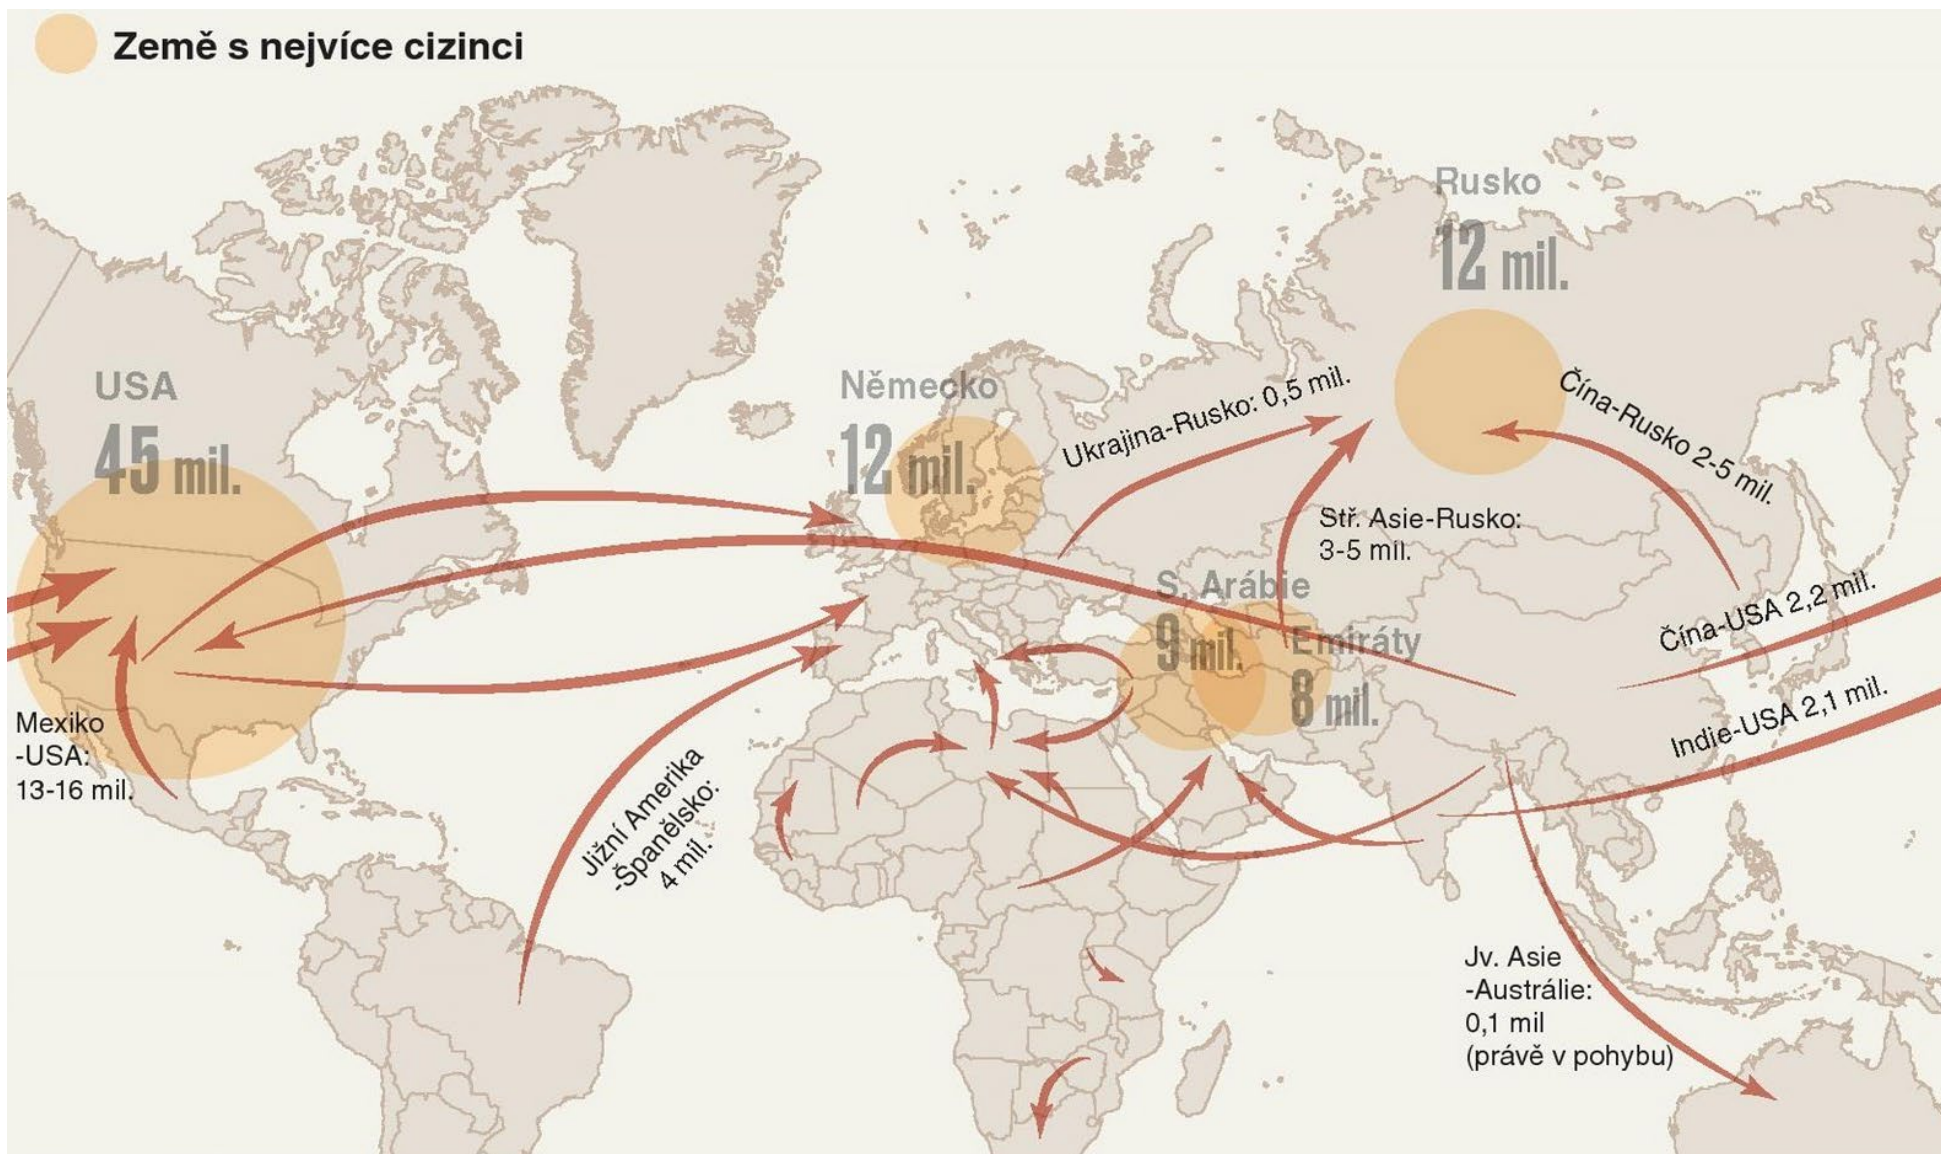 Země s nejvíce cizinci
Rusko
12 mil.
USA
45 mil.
Německo
12 mil.
Ukrajina-Rusko: 0,5 mil.
Čína-Rusko 2-5 mil.
Stř. Asie-Rusko:
3-5 mil.
S. Arábie
9 mil.
Emiráty
8 mil.
Čína-USA 2,2 mil.
Indie-USA 2,1 mil.
Mexiko
-USA:
13-16 mil.
Jižní Amerika
-Španělsko:
4 mil.
Jv. Asie
-Austrálie:
0,1 mil
(právě v pohybu)